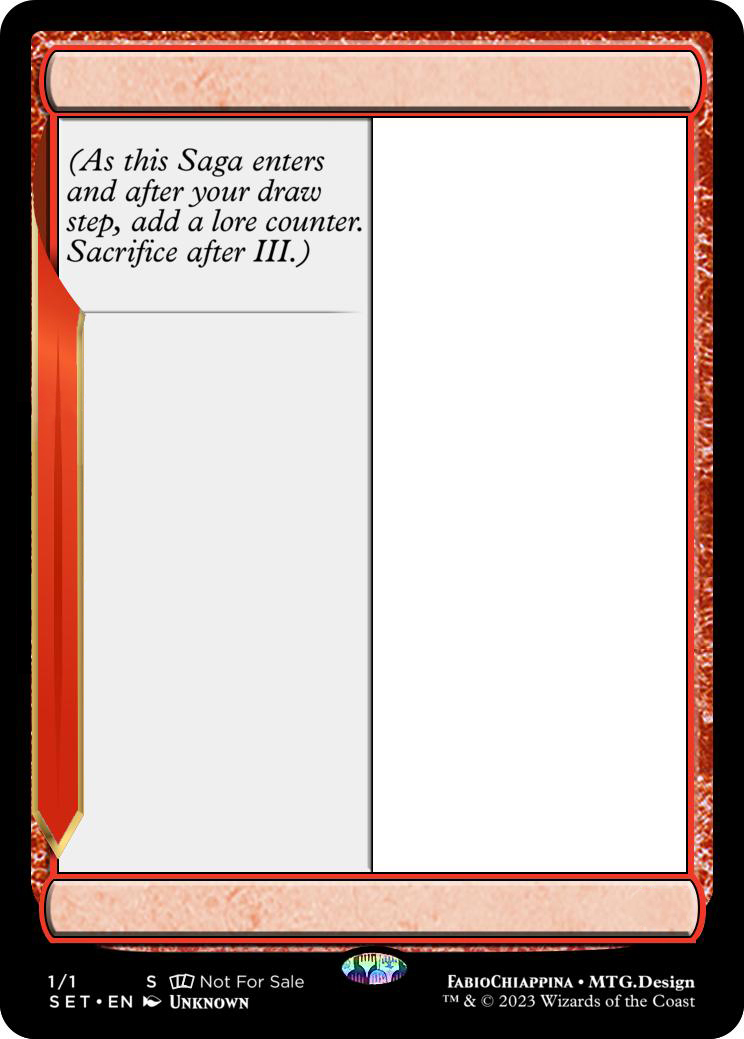 (As this Saga enters
and after your draw
step, add a lore counter.
Sacrifice after III.)
1/1 S Not For Sale
SET • EN Unknown
FabioChiappina • MTG.Design
™ & © 2023 Wizards of the Coast